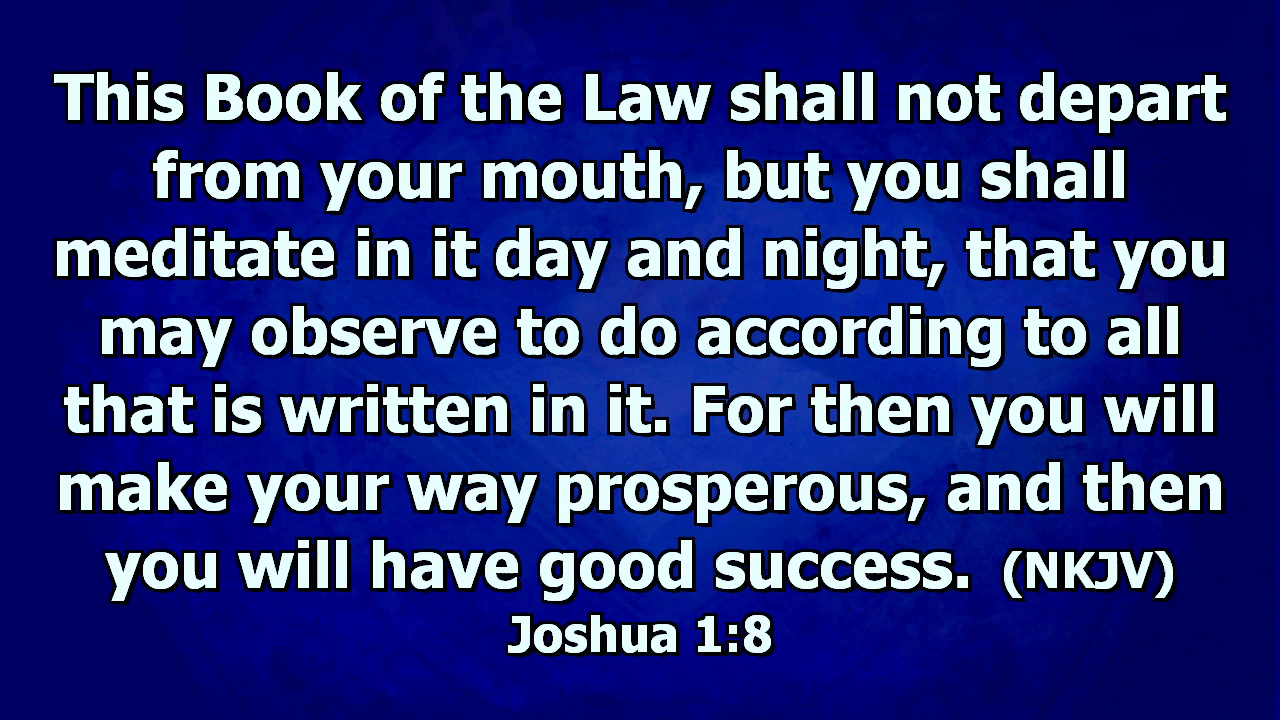 This Book of the Law shall not depart
from your mouth, but you shall
meditate in it day and night, that you
may observe to do according to all
that is written in it. For then you will
make your way prosperous, and then
you will have good success. (NKJV)
Joshua 1:8